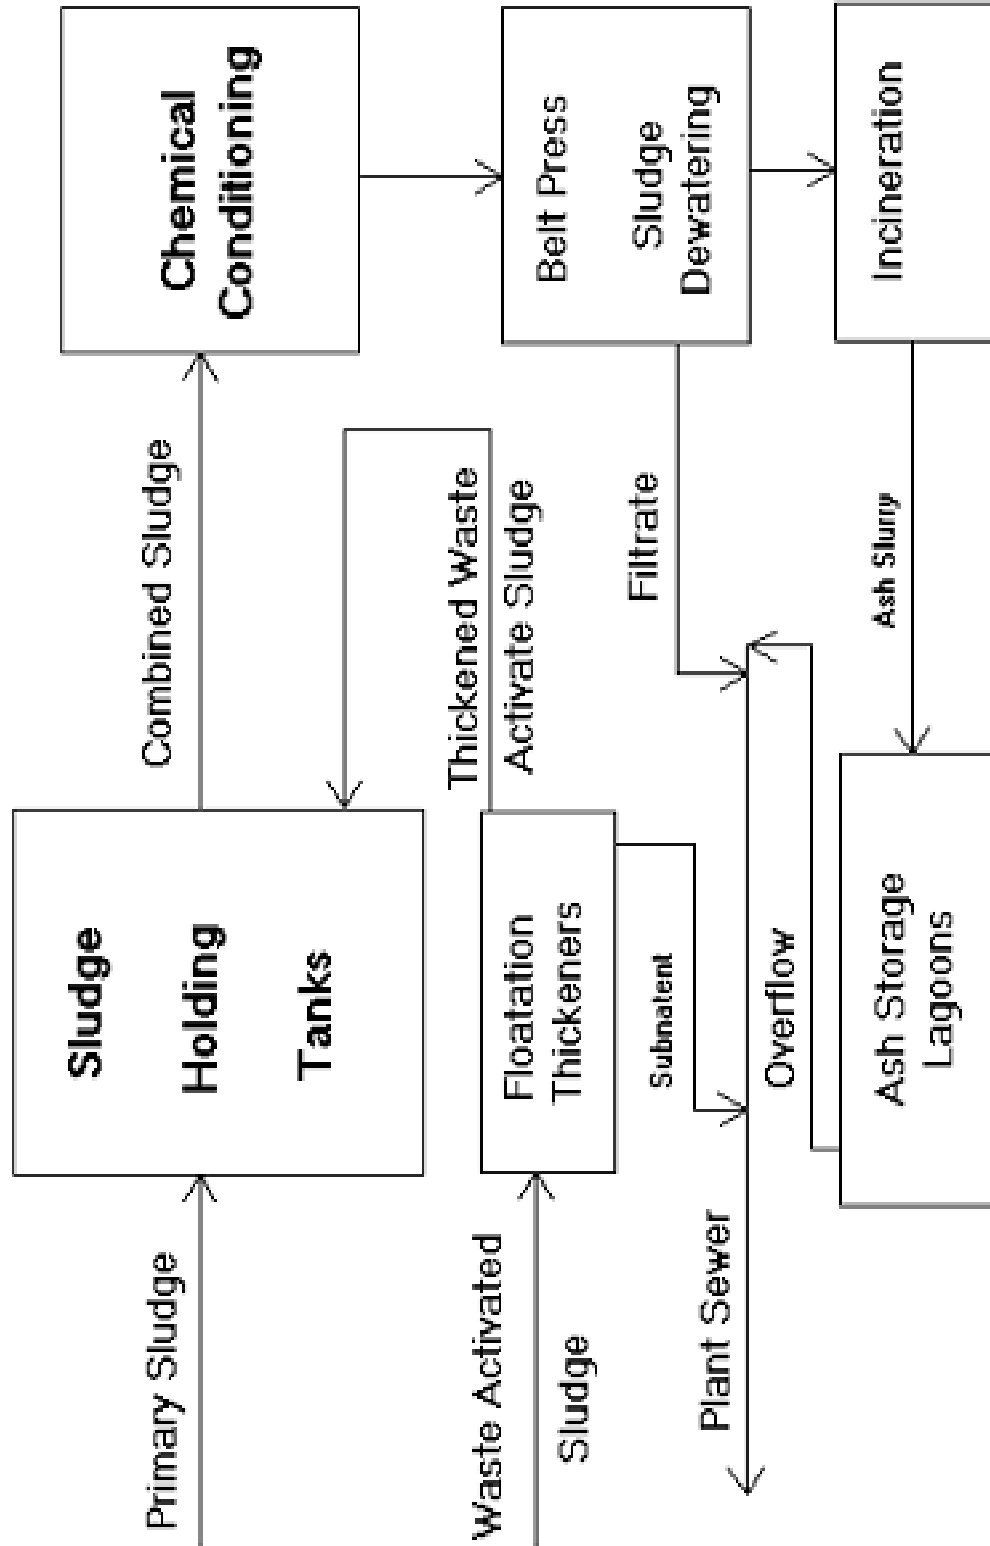 Primary Sludge
Sludge
Holding
Tanks
Combined Sludge
Chemical
Conditioning
Waste Activated
Sludge
Floatation
Thickeners
Thickened Waste
Activate Sludge
Belt Press
Sludge
Dewatering
Subnatent
Filtrate
Plant Sewer
Overflow
Ash Storage
Lagoons
Ash Slurry
Incineration